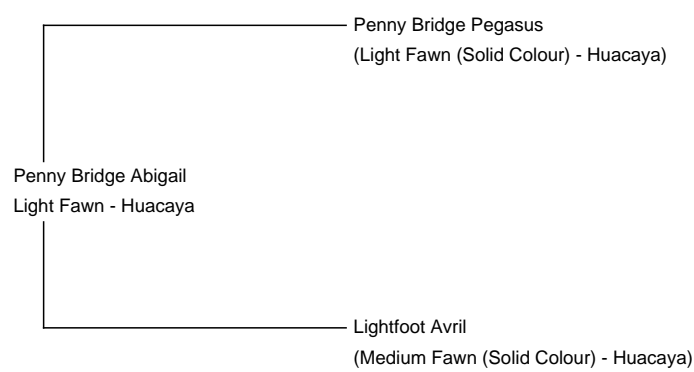 Penny Bridge Pegasus
(Light Fawn (Solid Colour) - Huacaya)
Penny Bridge Abigail
Light Fawn - Huacaya
Lightfoot Avril
(Medium Fawn (Solid Colour) - Huacaya)